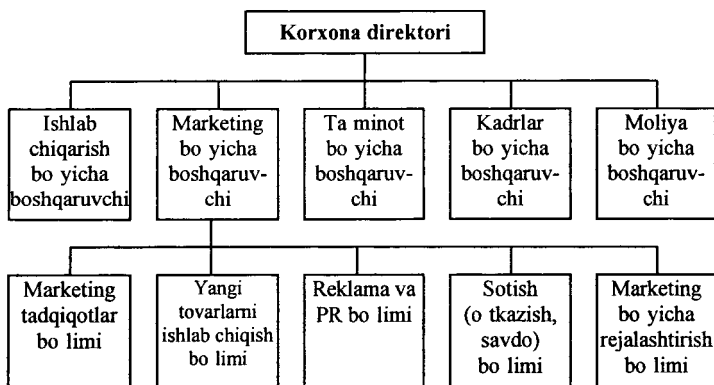 Korxona direktori
Ishlab
chiqarish
bo yicha
boshqaruvchi
Marketing
bo yicha
boshqaruv-
chi
Ta minot
bo yicha
boshqaruv-
chi
Kadrlar
bo yicha
boshqaruv-
chi
Moliya
bo yicha
boshqaruv-
chi
Marketing
tadqiqotlar
bo limi
Yangi
tovarlarni
ishlab chiqish
bo limi
Reklama va
PR bo limi
Sotish
(o tkazish,
savdo)
bo limi
Marketing
bo yicha
rejalashtirish
bo limi